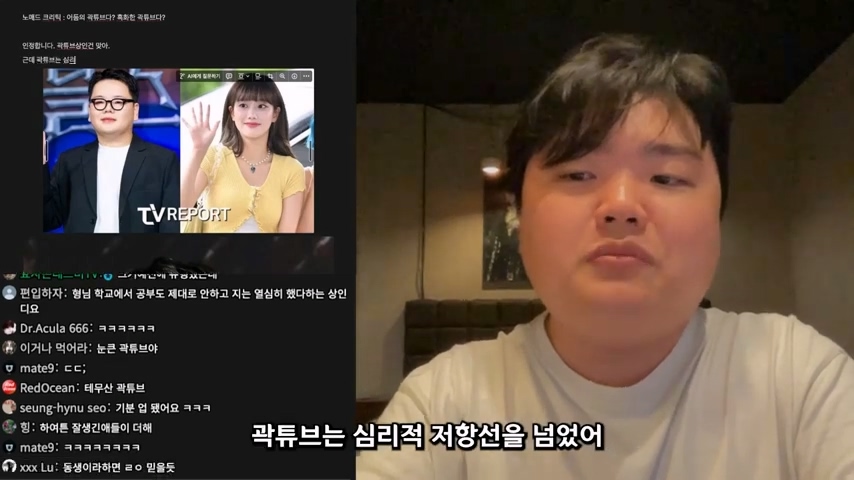 노메드 크리틱 : 어둠의 곽튜브다? 흑화한 곽튜브다?
인정합니다. 곽튜브상인건 맞아.
근데 곽튜브는 심리
AI에게 질문하기
TV REPORT
편입하자: 형님 학교에서 공부도 제대로 안하고 지는 열심히 했다하는 상인
디요
Dr.Acula 666: ㅋㅋㅋㅋㅋㅋ
이거나 먹어라: 눈큰 곽튜브야
mate9: ㄷㄷ;
RedOcean: 테무산 곽튜브
seung-hynu seo: 기분 업 됐어요 ㅋㅋㅋ
힝: 하여튼 잘생긴애들이 더해
mate9: ㅋㅋㅋㅋㅋㅋㅋㅋ
xxx Lu: 동생이라하면 ㄹㅇ 믿을듯
곽튜브는 심리적 저항선을 넘었어